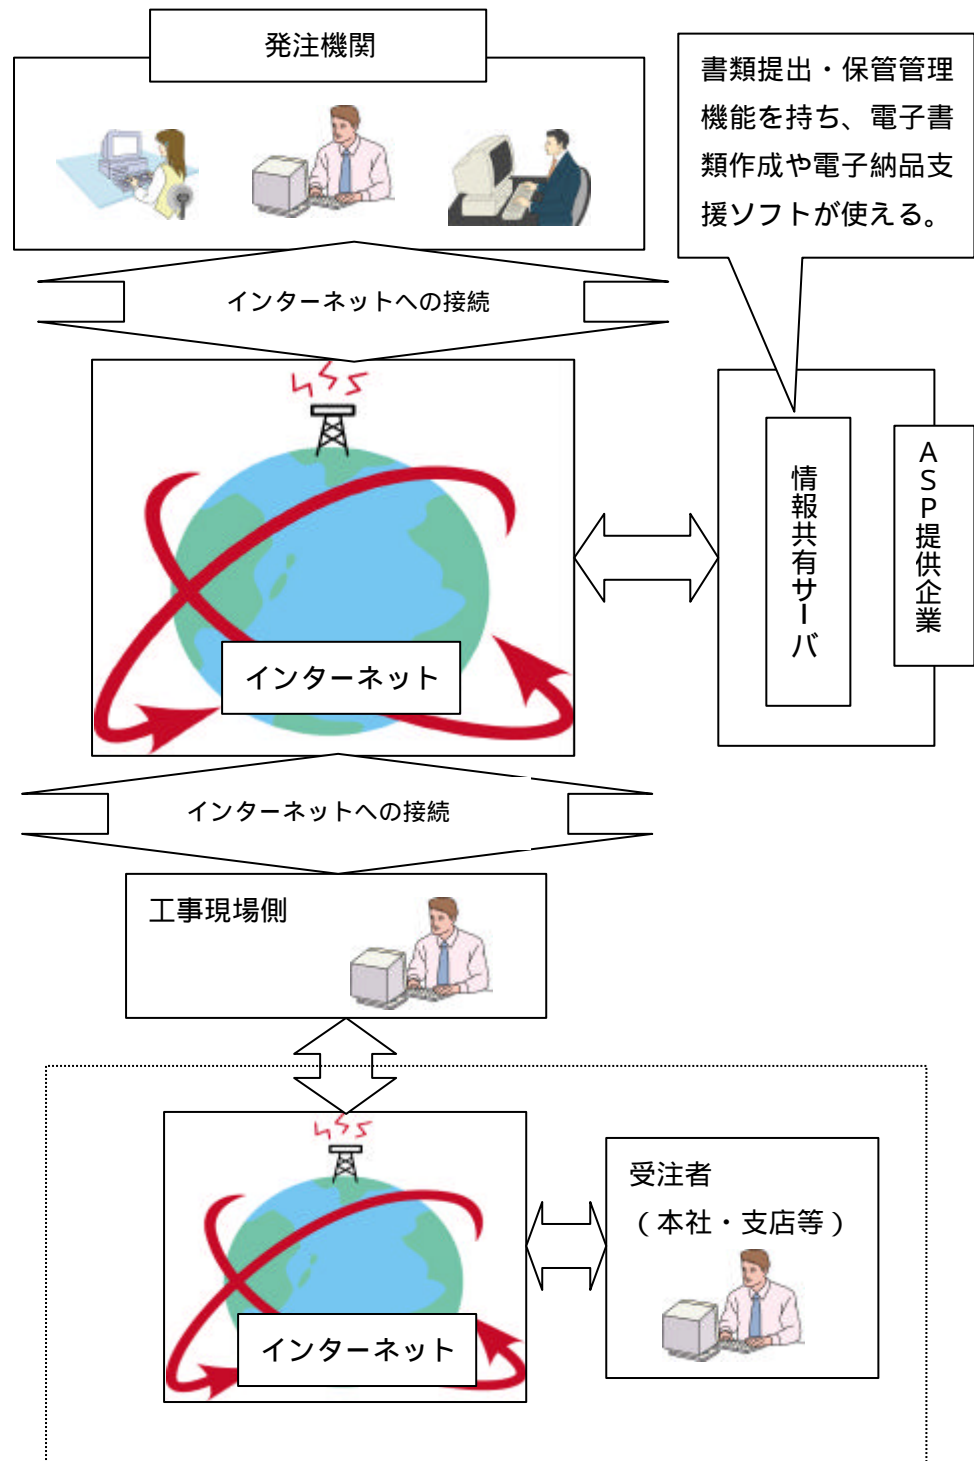 発注機関
書類提出・保管管理
機能を持ち、電子書
類作成や電子納品支
援ソフトが使える。
インターネットへの接続
情報共有サーバ
ASP提供企業
インターネット
インターネットへの接続
工事現場側
受注者
（本社・支店等）
インターネット